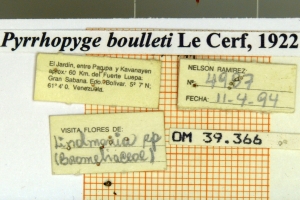 Pyrrhopyge boulleti Le Cerf, 1922
El Jardín, entre Parupa y Kavanayen
aprox: 60 Km. del Fuerte Luepa.
Gran Sabana. Edo. Bolívar. 5° 7' N;
61° 4' 0. Venezuela.
NELSON RAMIREZ:
Nº
FECHA: 11-4-94
VISITA FLORES DE:
Lindmania sp
(Bromeliaceae)
OM 39.366